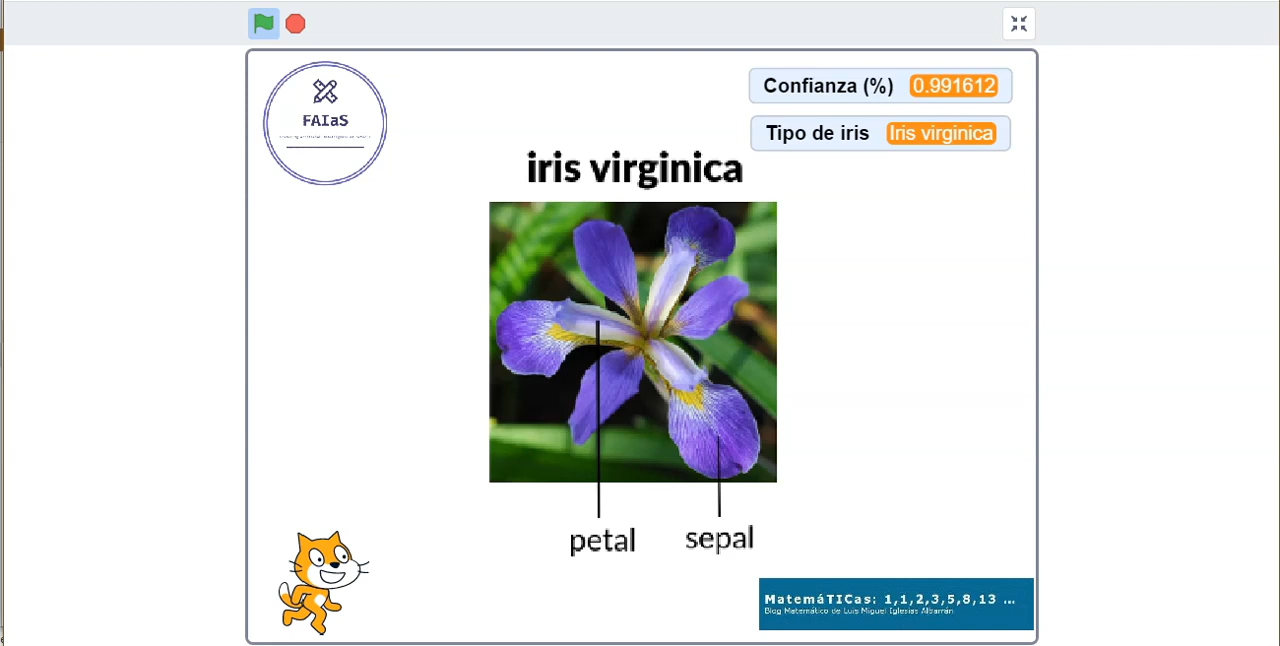 FAIaS
Confianza (%) 0.991612
Tipo de iris Iris virginica
iris virginica
petal sepal
MatemáTICas: 1,1,2,3,5,8,13 ...
Blog Matemático de Luis Miguel Iglesias Albarrán